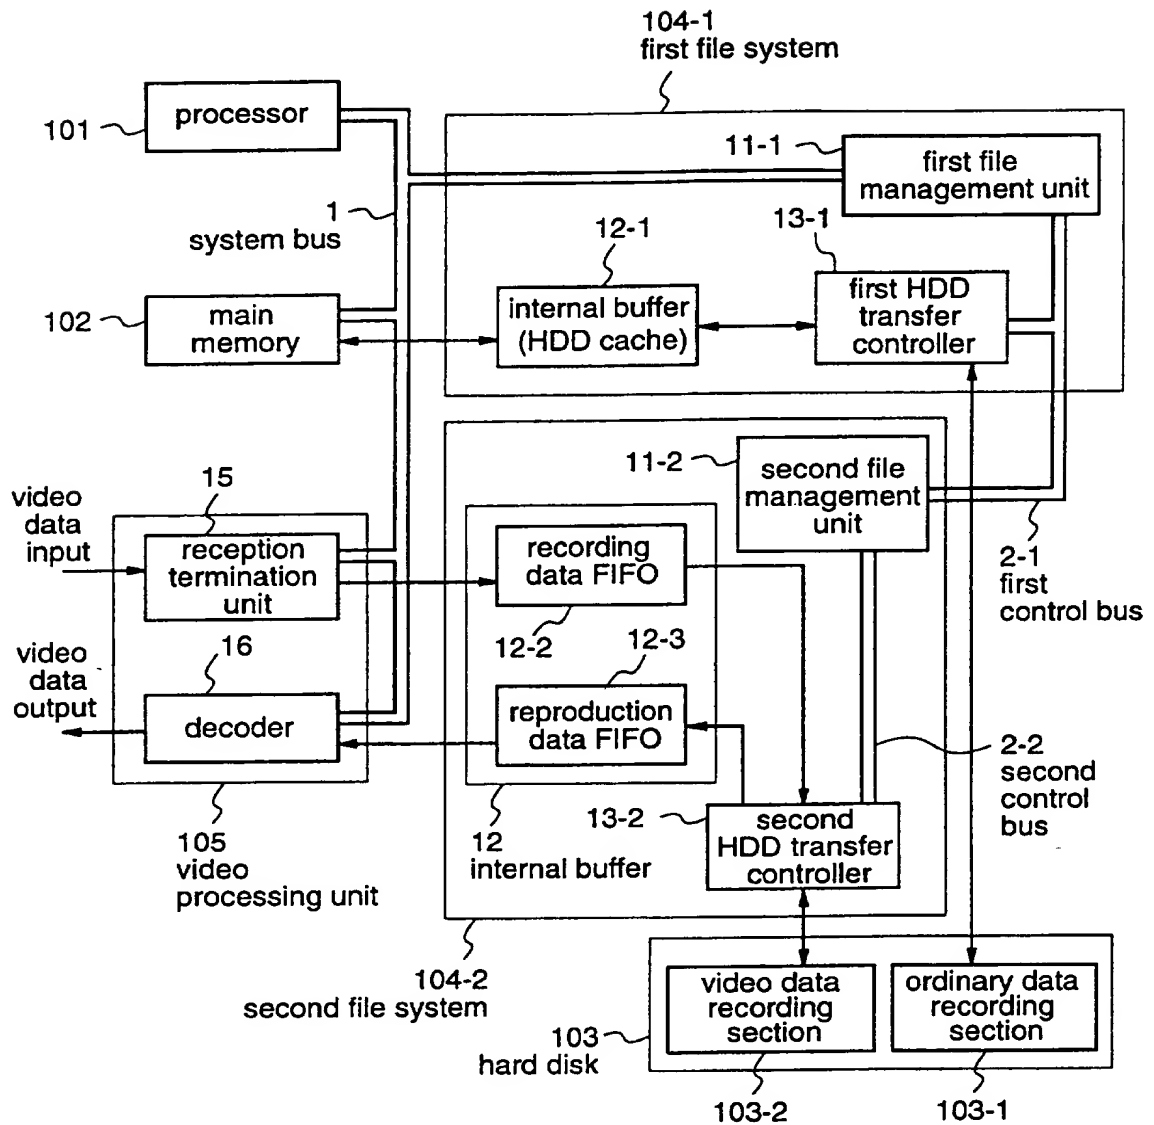 104-1
first file system
processor
101
11-1
first file
management unit
1
system bus
12-1
13-1
102
main
memory
internal buffer
(HDD cache)
first HDD
transfer
controller
11-2
second file
management
unit
video
data
input
15
reception
termination
unit
recording
data FIFO
2-1
first
control bus
12-2
12-3
video
data
output
16
decoder
reproduction
data FIFO
2-2
second
control
bus
105
video
processing unit
12
internal buffer
13-2
second
HDD transfer
controller
104-2
second file system
video data
recording
section
ordinary data
recording
section
103
hard disk
103-2
103-1